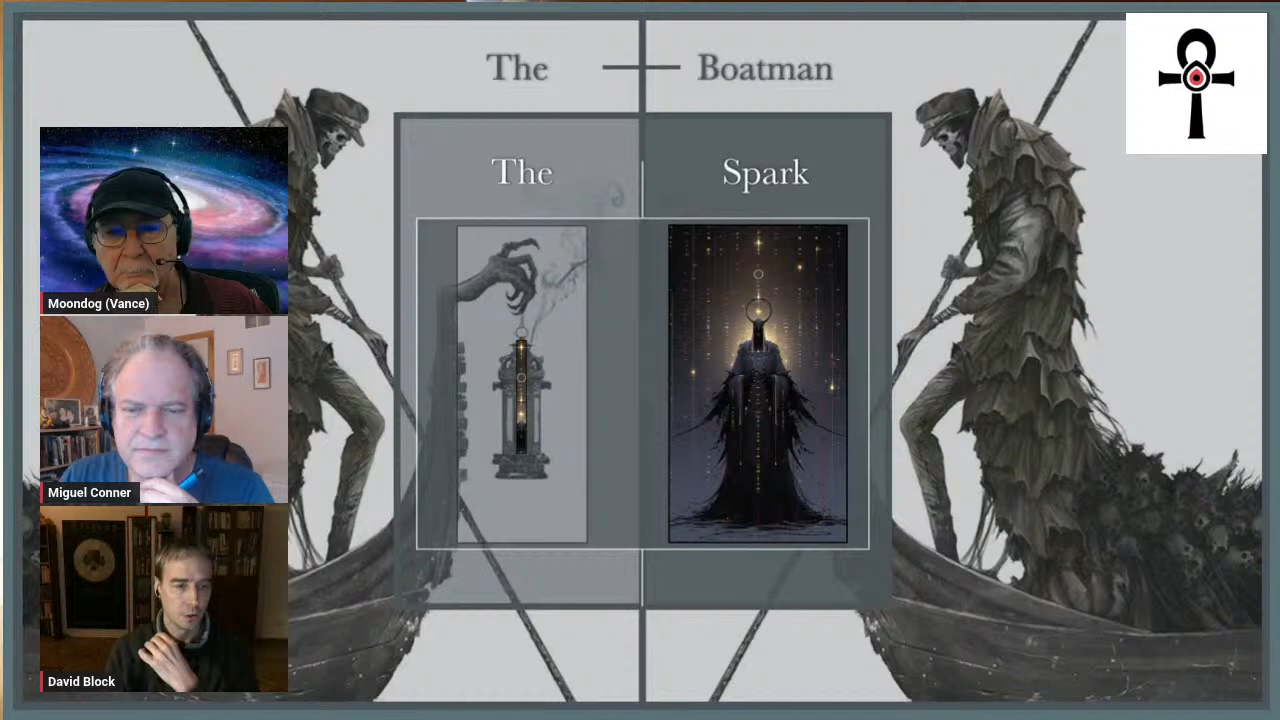 The Boatman
The Spark
Moondog (Vance)
Miguel Conner
David Block